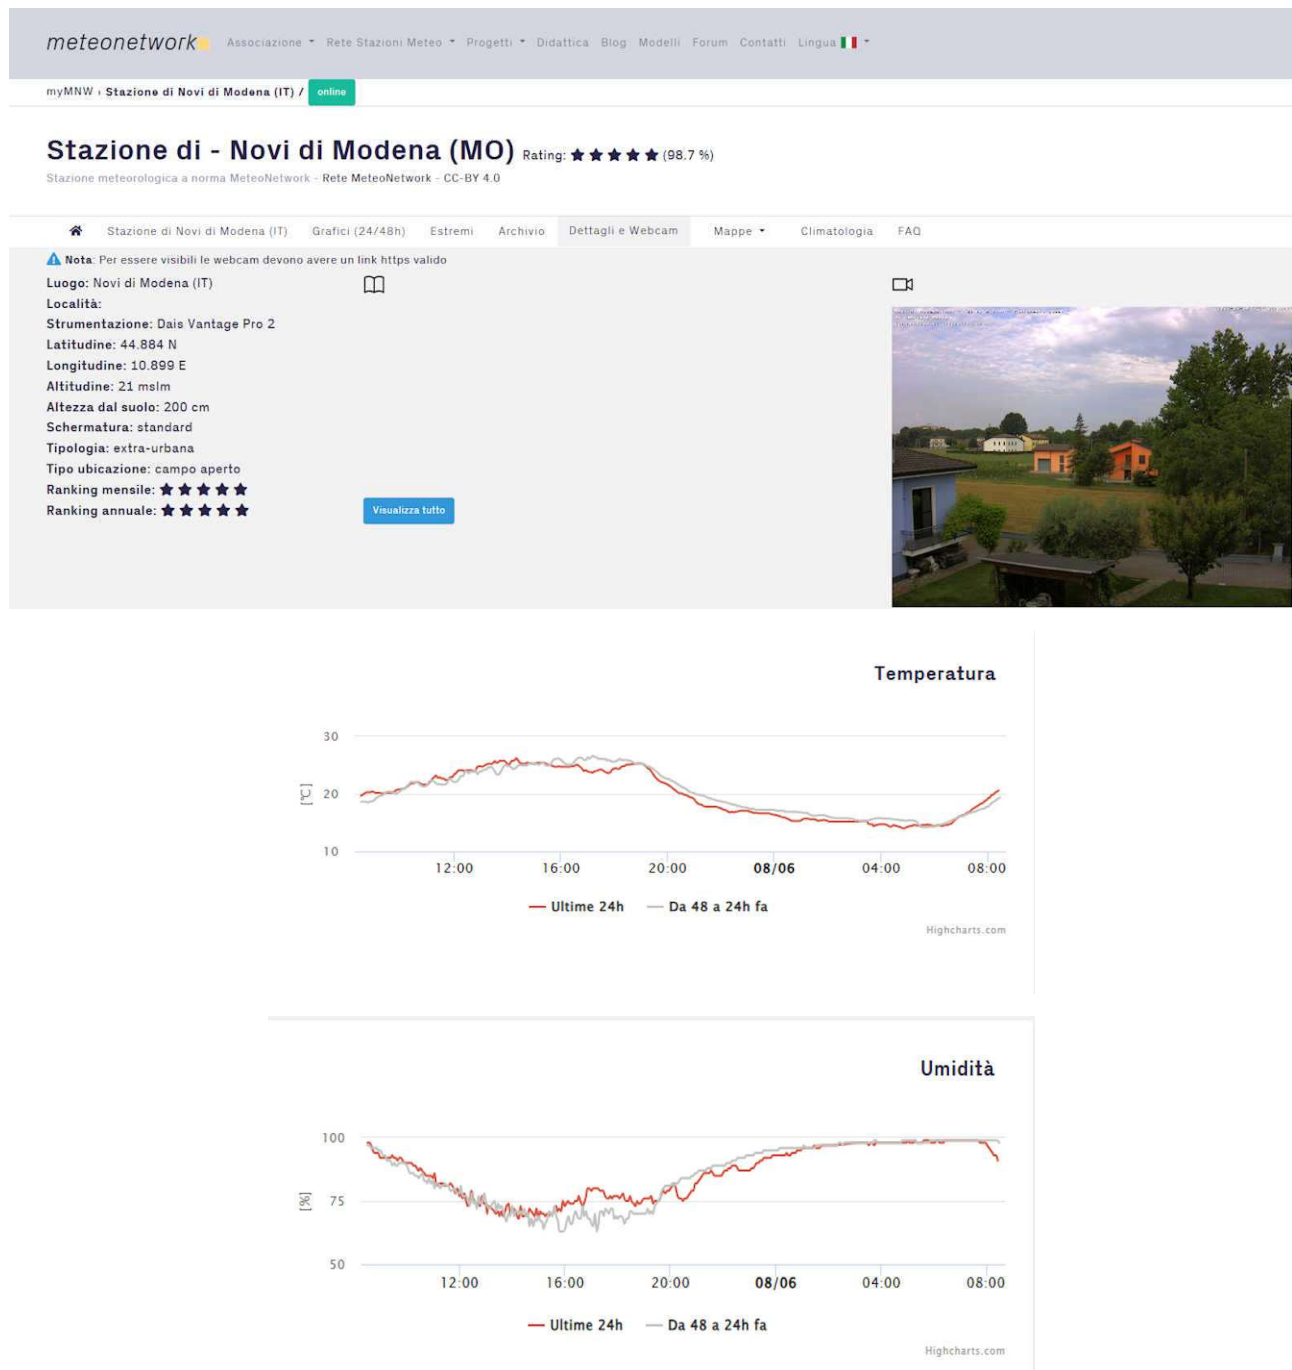 meteonetwork Associazione Rete Stazioni Meteo Progetti Didattica Blog Modelli Forum Contatti Lingua
myMNW › Stazione di Novi di Modena (IT) / online
Stazione di - Novi di Modena (MO) Rating: ★ ★ ★ ★ ★ (98.7 %)
Stazione meteorologica a norma MeteoNetwork - Rete MeteoNetwork - CC-BY 4.0
Stazione di Novi di Modena (IT) Grafici (24/48h) Estremi Archivio Dettagli e Webcam Mappe Climatologia FAQ
Nota: Per essere visibili le webcam devono avere un link https valido
Luogo: Novi di Modena (IT)
Località:
Strumentazione: Dais Vantage Pro 2
Latitudine: 44.884 N
Longitudine: 10.899 E
Altitudine: 21 mslm
Altezza dal suolo: 200 cm
Schermatura: standard
Tipologia: extra-urbana
Tipo ubicazione: campo aperto
Ranking mensile: ★ ★ ★ ★ ★
Ranking annuale: ★ ★ ★ ★ ★
Visualizza tutto
Temperatura
30
20
10
[°C]
12:00 16:00 20:00 08/06 04:00 08:00
Ultime 24h Da 48 a 24h fa
Highcharts.com
Umidità
100
75
50
[%]
12:00 16:00 20:00 08/06 04:00 08:00
Ultime 24h Da 48 a 24h fa
Highcharts.com